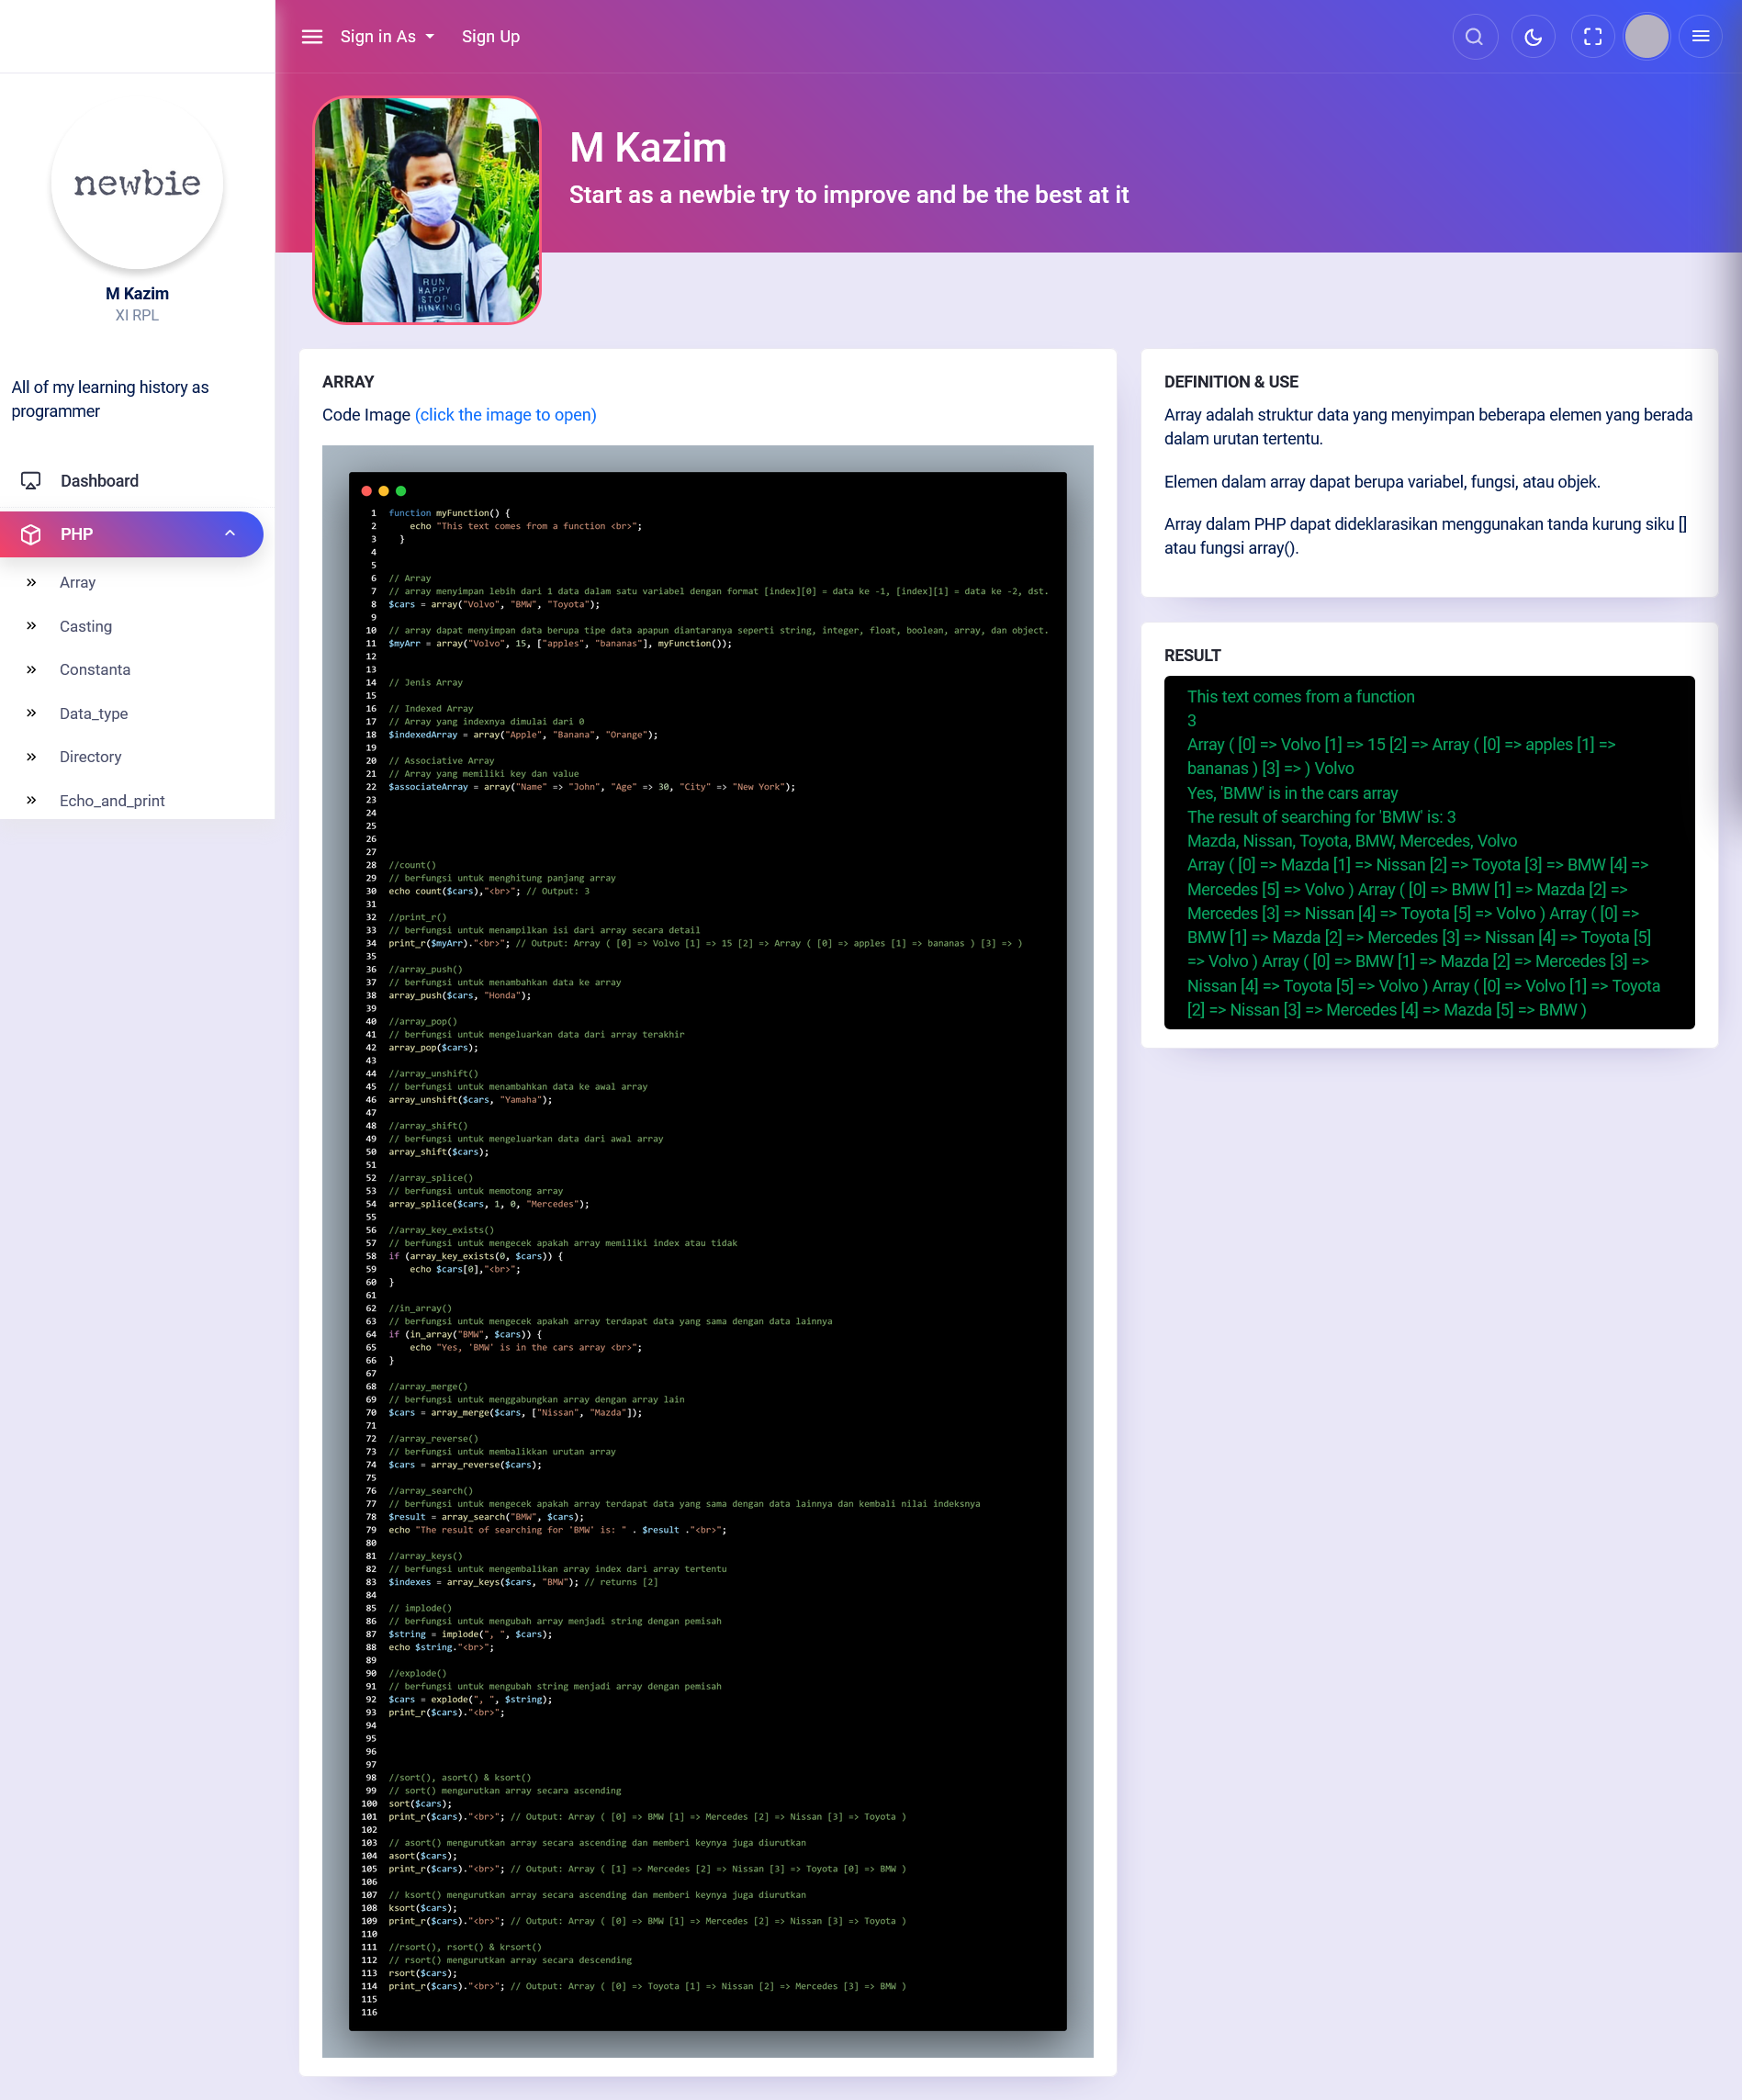 Sign in As
Sign Up
newbie
M Kazim
XI RPL
All of my learning history as
programmer
Dashboard
PHP
Array
Casting
Constanta
Data_type
Directory
Echo_and_print
M Kazim
Start as a newbie try to improve and be the best at it
RUN
HAPPY
STOP
THINKING
ARRAY
Code Image (click the image to open)
1 function myFunction() {
2 echo "This text comes from a function <br>";
3 }
4
5
6 // Array
7 // array menyimpan lebih dari 1 data dalam satu variabel dengan format [index][0] = data ke -1, [index][1] = data ke -2, dst.
8 $cars = array("Volvo", "BMW", "Toyota");
9
10 // array dapat menyimpan data berupa tipe data apapun diantaranya seperti string, integer, float, boolean, array, dan object.
11 $myArr = array("Volvo", 15, ["apples", "bananas"], myFunction());
12
13
14 // Jenis Array
15
16 // Indexed Array
17 // Array yang indexnya dimulai dari 0
18 $indexedArray = array("Apple", "Banana", "Orange");
19
20 // Associative Array
21 // Array yang memiliki key dan value
22 $associateArray = array("Name" => "John", "Age" => 30, "City" => "New York");
23
24
25
26
27
28 //count()
29 // berfungsi untuk menghitung panjang array
30 echo count($cars),"<br>"; // Output: 3
31
32 //print_r()
33 // berfungsi untuk menampilkan isi dari array secara detail
34 print_r($myArr)."<br>"; // Output: Array ( [0] => Volvo [1] => 15 [2] => Array ( [0] => apples [1] => bananas ) [3] => )
35
36 //array_push()
37 // berfungsi untuk menambahkan data ke array
38 array_push($cars, "Honda");
39
40 //array_pop()
41 // berfungsi untuk mengeluarkan data dari array terakhir
42 array_pop($cars);
43
44 //array_unshift()
45 // berfungsi untuk menambahkan data ke awal array
46 array_unshift($cars, "Yamaha");
47
48 //array_shift()
49 // berfungsi untuk mengeluarkan data dari awal array
50 array_shift($cars);
51
52 //array_splice()
53 // berfungsi untuk memotong array
54 array_splice($cars, 1, 0, "Mercedes");
55
56 //array_key_exists()
57 // berfungsi untuk mengecek apakah array memiliki index atau tidak
58 if (array_key_exists(0, $cars)) {
59 echo $cars[0],"<br>";
60 }
61
62 //in_array()
63 // berfungsi untuk mengecek apakah array terdapat data yang sama dengan data lainnya
64 if (in_array("BMW", $cars)) {
65 echo "Yes, 'BMW' is in the cars array <br>";
66 }
67
68 //array_merge()
69 // berfungsi untuk menggabungkan array dengan array lain
70 $cars = array_merge($cars, ["Nissan", "Mazda"]);
71
72 //array_reverse()
73 // berfungsi untuk membalikkan urutan array
74 $cars = array_reverse($cars);
75
76 //array_search()
77 // berfungsi untuk mengecek apakah array terdapat data yang sama dengan data lainnya dan kembali nilai indeksnya
78 $result = array_search("BMW", $cars);
79 echo "The result of searching for 'BMW' is: " . $result ."<br>";
80
81 //array_keys()
82 // berfungsi untuk mengembalikan array index dari array tertentu
83 $indexes = array_keys($cars, "BMW"); // returns [2]
84
85 // implode()
86 // berfungsi untuk mengubah array menjadi string dengan pemisah
87 $string = implode(", ", $cars);
88 echo $string."<br>";
89
90 //explode()
91 // berfungsi untuk mengubah string menjadi array dengan pemisah
92 $cars = explode(", ", $string);
93 print_r($cars)."<br>";
94
95
96
97
98 //sort(), asort() & ksort()
99 // sort() mengurutkan array secara ascending
100 sort($cars);
101 print_r($cars)."<br>"; // Output: Array ( [0] => BMW [1] => Mercedes [2] => Nissan [3] => Toyota )
102
103 // asort() mengurutkan array secara ascending dan memberi keynya juga diurutkan
104 asort($cars);
105 print_r($cars)."<br>"; // Output: Array ( [1] => Mercedes [2] => Nissan [3] => Toyota [0] => BMW )
106
107 // ksort() mengurutkan array secara ascending dan memberi keynya juga diurutkan
108 ksort($cars);
109 print_r($cars)."<br>"; // Output: Array ( [0] => BMW [1] => Mercedes [2] => Nissan [3] => Toyota )
110
111 //rsort(), rsort() & krsort()
112 // rsort() mengurutkan array secara descending
113 rsort($cars);
114 print_r($cars)."<br>"; // Output: Array ( [0] => Toyota [1] => Nissan [2] => Mercedes [3] => BMW )
115
116
DEFINITION & USE
Array adalah struktur data yang menyimpan beberapa elemen yang berada
dalam urutan tertentu.
Elemen dalam array dapat berupa variabel, fungsi, atau objek.
Array dalam PHP dapat dideklarasikan menggunakan tanda kurung siku []
atau fungsi array().
RESULT
This text comes from a function
3
Array ( [0] => Volvo [1] => 15 [2] => Array ( [0] => apples [1] =>
bananas ) [3] => ) Volvo
Yes, 'BMW' is in the cars array
The result of searching for 'BMW' is: 3
Mazda, Nissan, Toyota, BMW, Mercedes, Volvo
Array ( [0] => Mazda [1] => Nissan [2] => Toyota [3] => BMW [4] =>
Mercedes [5] => Volvo ) Array ( [0] => BMW [1] => Mazda [2] =>
Mercedes [3] => Nissan [4] => Toyota [5] => Volvo ) Array ( [0] =>
BMW [1] => Mazda [2] => Mercedes [3] => Nissan [4] => Toyota [5]
=> Volvo ) Array ( [0] => BMW [1] => Mazda [2] => Mercedes [3] =>
Nissan [4] => Toyota [5] => Volvo ) Array ( [0] => Volvo [1] => Toyota
[2] => Nissan [3] => Mercedes [4] => Mazda [5] => BMW )